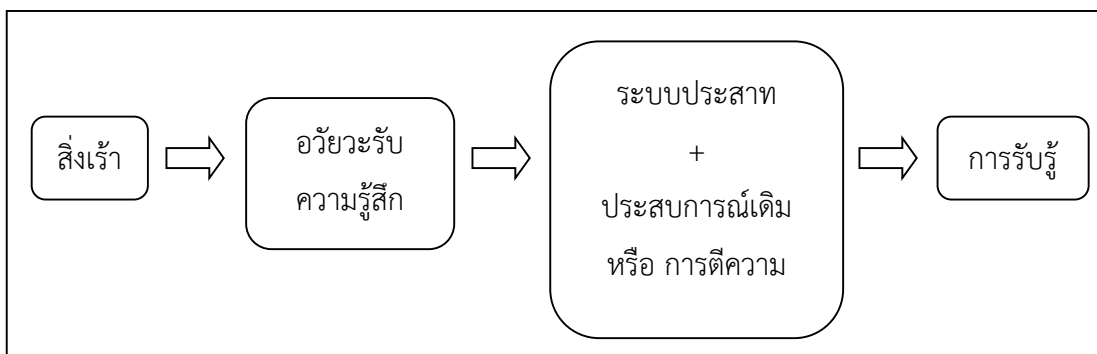 สิ่งเร้า
อวัยวะรับ
ความรู้สึก
ระบบประสาท
+
ประสบการณ์เดิม
หรือ การตีความ
การรับรู้